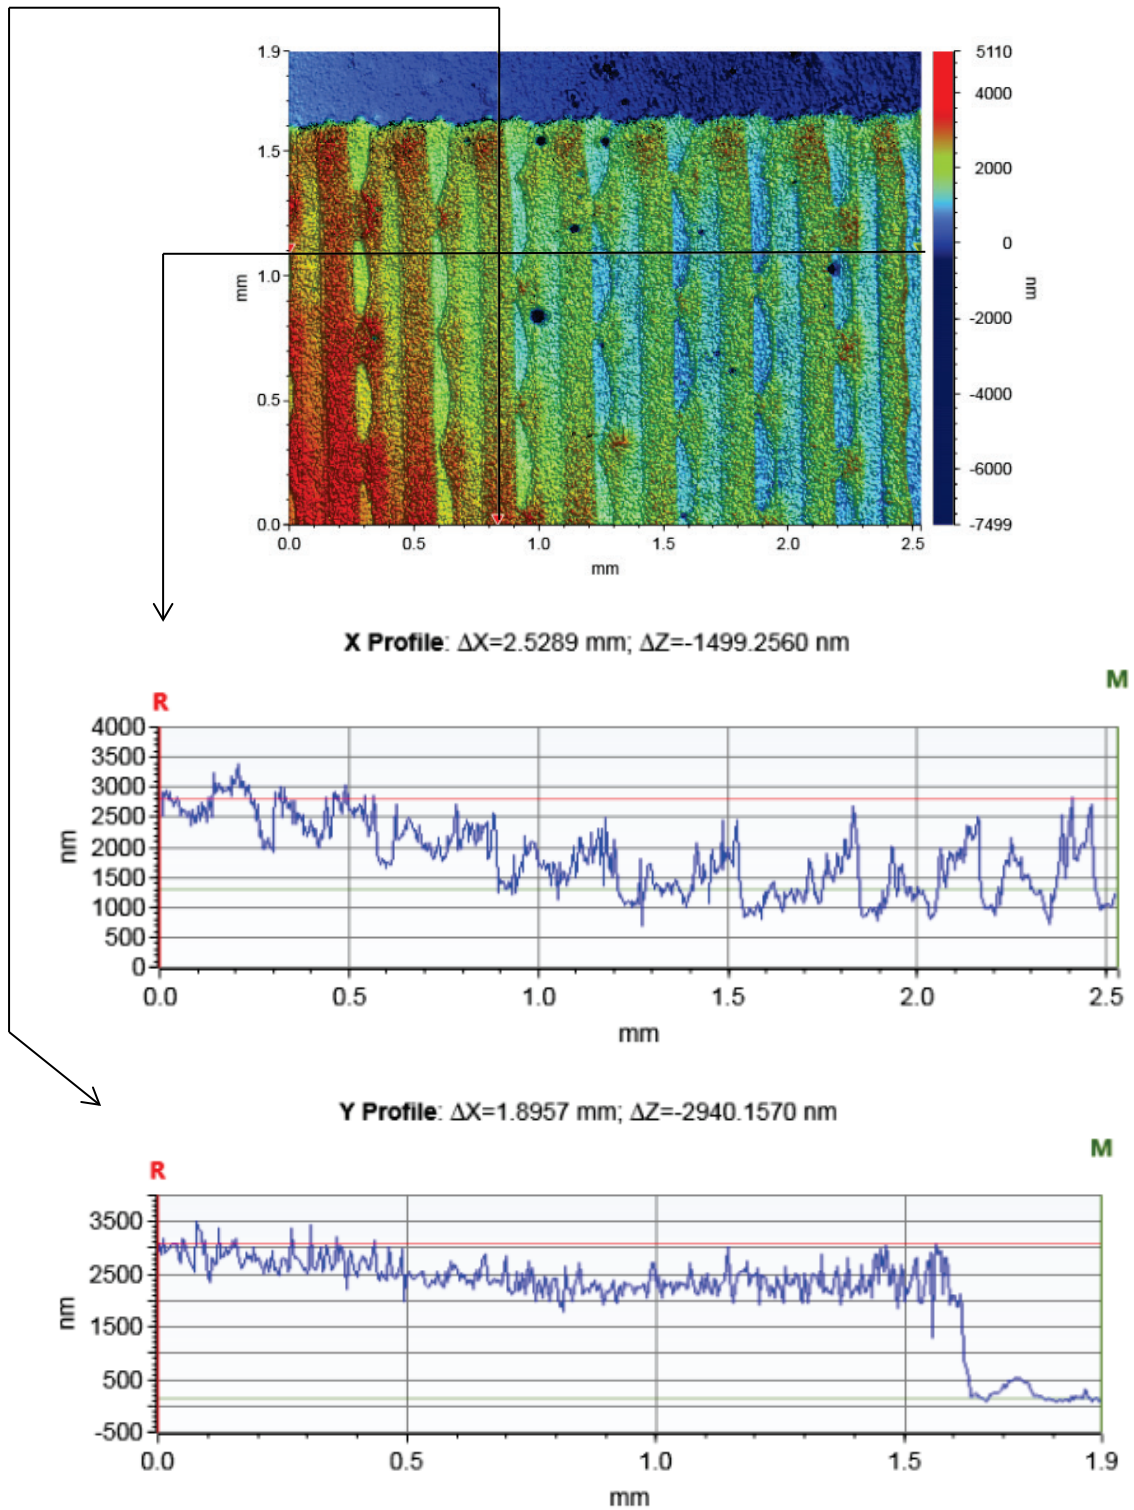 1.9
1.5
1.0
0.5
0.0
mm
0.0 0.5 1.0 1.5 2.0 2.5
mm
5110
4000
2000
0
-2000
-4000
-6000
-7499
nm
X Profile: ΔX=2.5289 mm; ΔZ=-1499.2560 nm
R M
4000
3500
3000
2500
2000
1500
1000
500
0
nm
0.0 0.5 1.0 1.5 2.0 2.5
mm
Y Profile: ΔX=1.8957 mm; ΔZ=-2940.1570 nm
R M
3500
2500
1500
500
-500
nm
0.0 0.5 1.0 1.5 1.9
mm